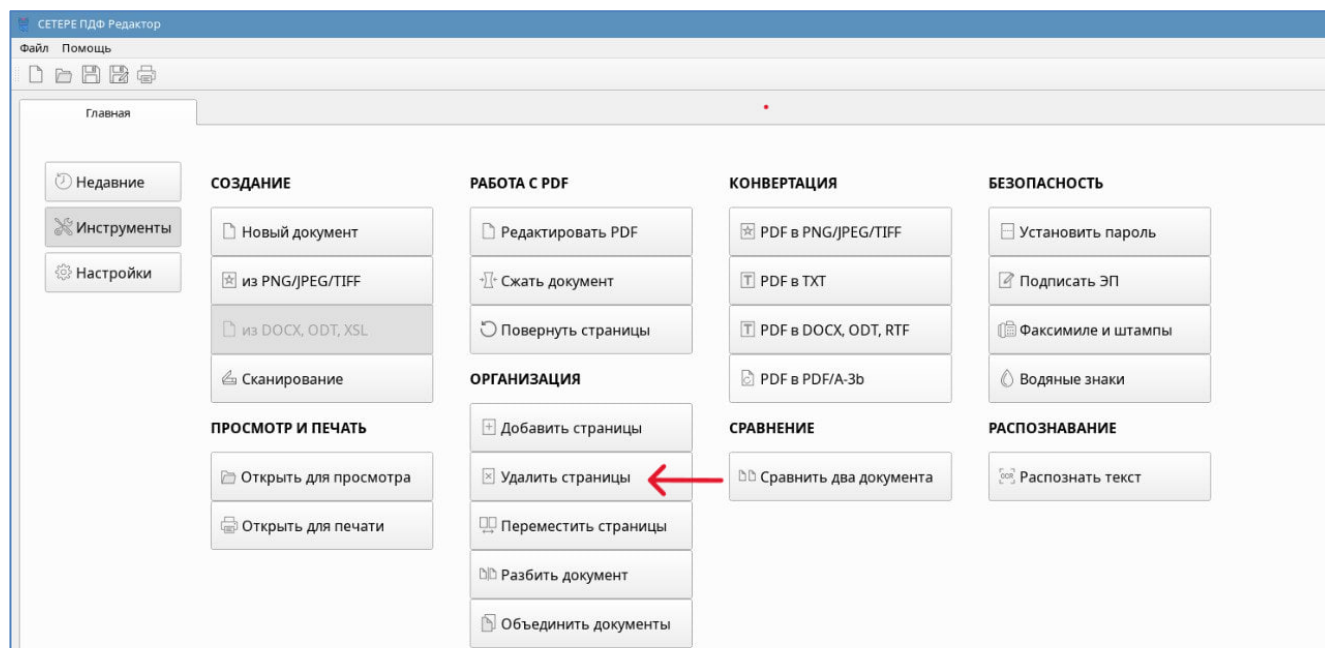 СЕТЕРЕ ПДФ Редактор
Файл Помощь
Главная
Недавние
Инструменты
Настройки
СОЗДАНИЕ
Новый документ
из PNG/JPEG/TIFF
из DOCX, ODT, XSL
Сканирование
ПРОСМОТР И ПЕЧАТЬ
Открыть для просмотра
Открыть для печати
РАБОТА С PDF
Редактировать PDF
Сжать документ
Повернуть страницы
ОРГАНИЗАЦИЯ
Добавить страницы
Удалить страницы
Переместить страницы
Разбить документ
Объединить документы
КОНВЕРТАЦИЯ
PDF в PNG/JPEG/TIFF
PDF в TXT
PDF в DOCX, ODT, RTF
PDF в PDF/A-3b
СРАВНЕНИЕ
Сравнить два документа
БЕЗОПАСНОСТЬ
Установить пароль
Подписать ЭП
Факсимиле и штампы
Водяные знаки
РАСПОЗНАВАНИЕ
Распознать текст